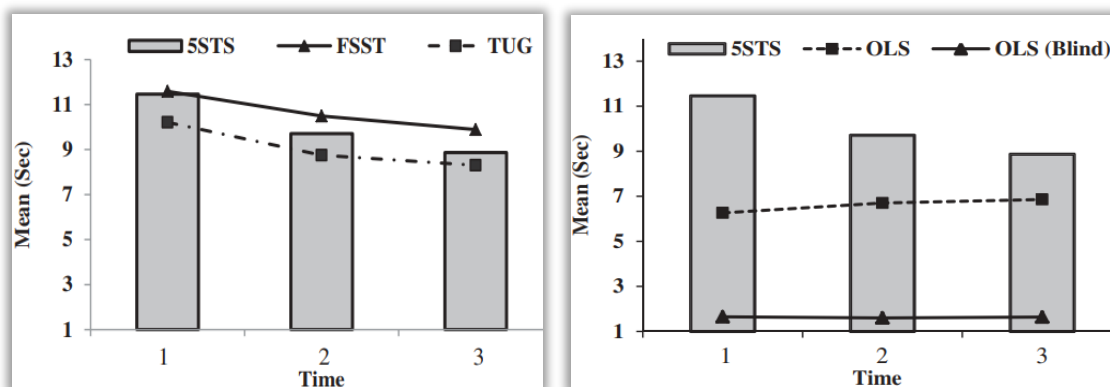 5STS FSST TUG
13
11
9
7
5
3
1
Mean (Sec)
1 2 3
Time
5STS OLS OLS (Blind)
13
11
9
7
5
3
1
Mean (Sec)
1 2 3
Time